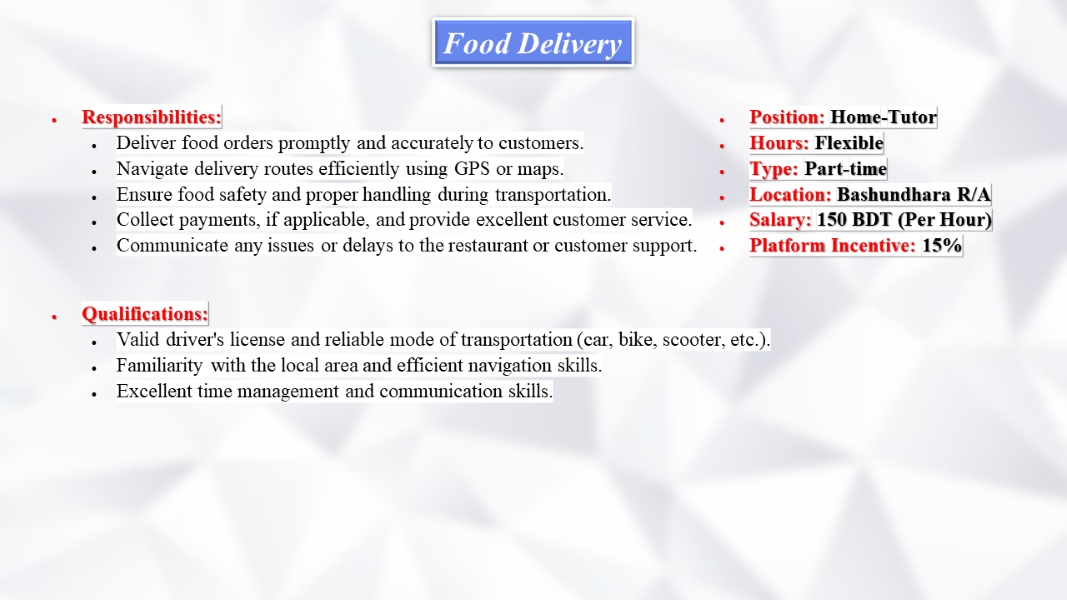 Food Delivery
Responsibilities:
Deliver food orders promptly and accurately to customers.
Navigate delivery routes efficiently using GPS or maps.
Ensure food safety and proper handling during transportation.
Collect payments, if applicable, and provide excellent customer service.
Communicate any issues or delays to the restaurant or customer support.
Qualifications:
Valid driver's license and reliable mode of transportation (car, bike, scooter, etc.).
Familiarity with the local area and efficient navigation skills.
Excellent time management and communication skills.
Position: Home-Tutor
Hours: Flexible
Type: Part-time
Location: Bashundhara R/A
Salary: 150 BDT (Per Hour)
Platform Incentive: 15%